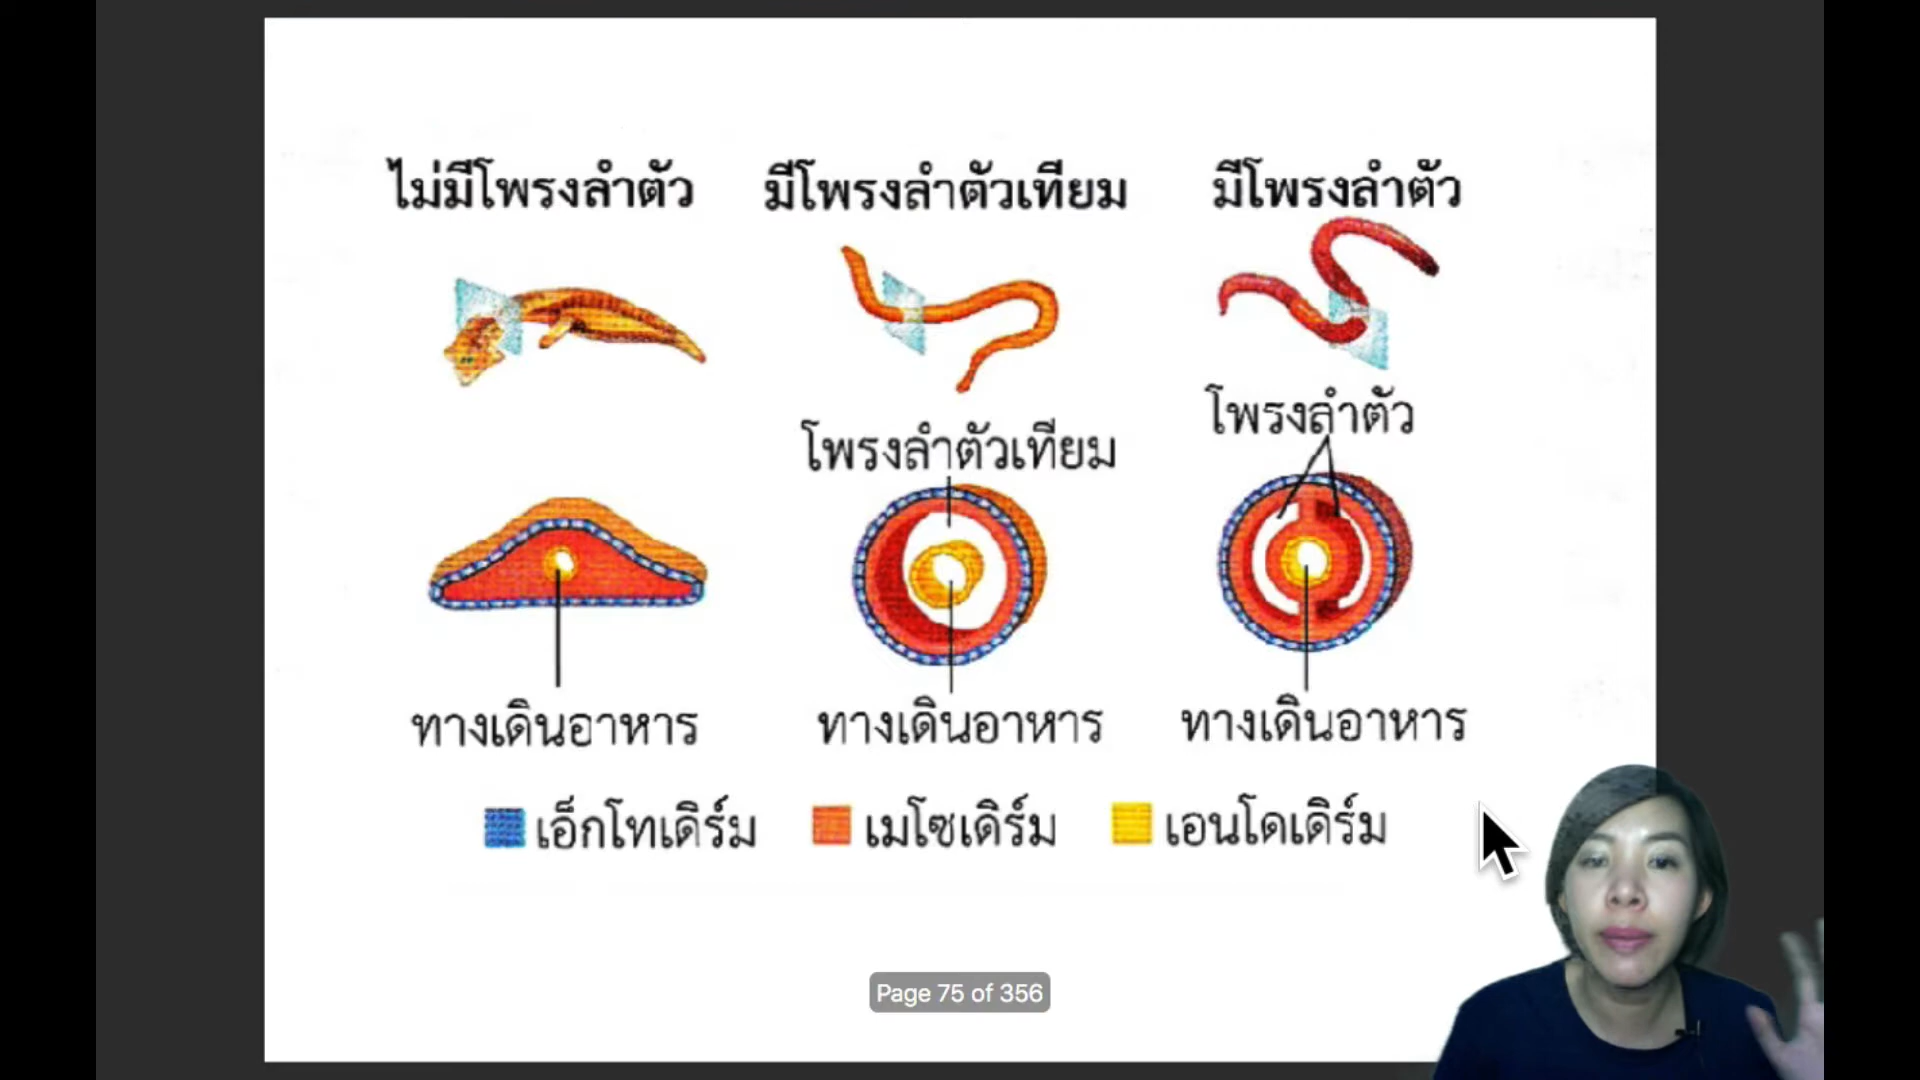 ไม่มีโพรงลำตัว มีโพรงลำตัวเทียม มีโพรงลำตัว
โพรงลำตัว
โพรงลำตัวเทียม
ทางเดินอาหาร ทางเดินอาหาร ทางเดินอาหาร
เอ็กโทเดิร์ม เมโซเดิร์ม เอนโดเดิร์ม
Page 75 of 356